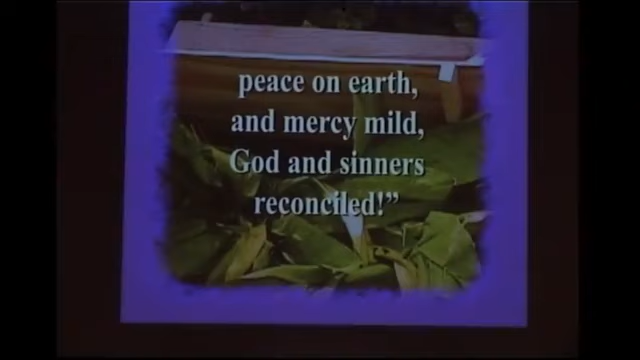 peace on earth,
and mercy mild,
God and sinners
reconciled!”